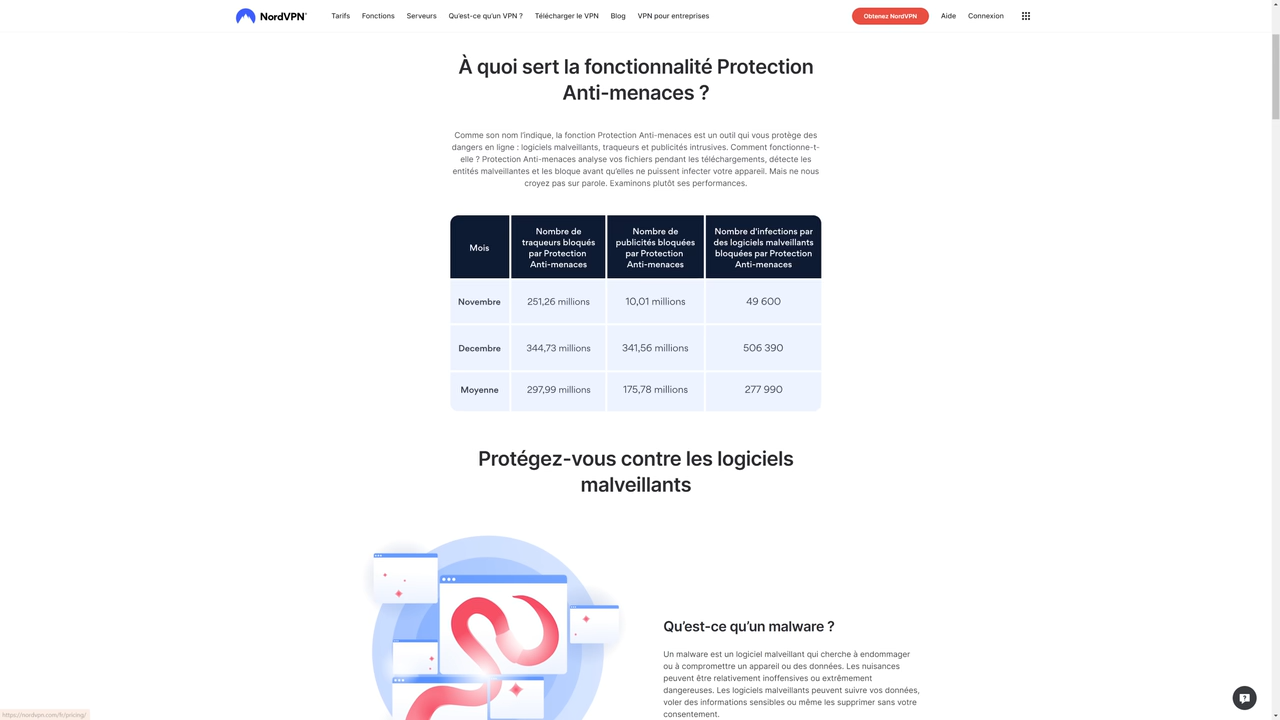 NordVPN®
Tarifs Fonctions Serveurs Qu'est-ce qu'un VPN ? Télécharger le VPN Blog VPN pour entreprises
Obtenez NordVPN Aide Connexion
À quoi sert la fonctionnalité Protection
Anti-menaces ?
Comme son nom l'indique, la fonction Protection Anti-menaces est un outil qui vous protège des
dangers en ligne : logiciels malveillants, traqueurs et publicités intrusives. Comment fonctionne-t-
elle ? Protection Anti-menaces analyse vos fichiers pendant les téléchargements, détecte les
entités malveillantes et les bloque avant qu'elles ne puissent infecter votre appareil. Mais ne nous
croyez pas sur parole. Examinons plutôt ses performances.
Mois
Nombre de
traqueurs bloqués
par Protection
Anti-menaces
Nombre de
publicités bloquées
par Protection
Anti-menaces
Nombre d'infections par
des logiciels malveillants
bloquées par Protection
Anti-menaces
Novembre 251,26 millions 10,01 millions 49 600
Decembre 344,73 millions 341,56 millions 506 390
Moyenne 297,99 millions 175,78 millions 277 990
Protégez-vous contre les logiciels
malveillants
Qu'est-ce qu'un malware ?
Un malware est un logiciel malveillant qui cherche à endommager
ou à compromettre un appareil ou des données. Les nuisances
peuvent être relativement inoffensives ou extrêmement
dangereuses. Les logiciels malveillants peuvent suivre vos données,
voler des informations sensibles ou même les supprimer sans votre
consentement.
https://nordvpn.com/fr/pricing/